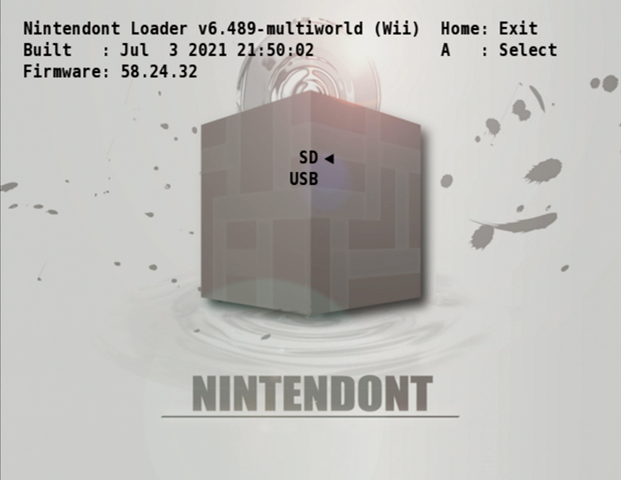 Nintendont Loader v6.489-multiworld (Wii) Home: Exit
Built : Jul 3 2021 21:50:02 A : Select
Firmware: 58.24.32
SD ◄
USB
NINTENDONT